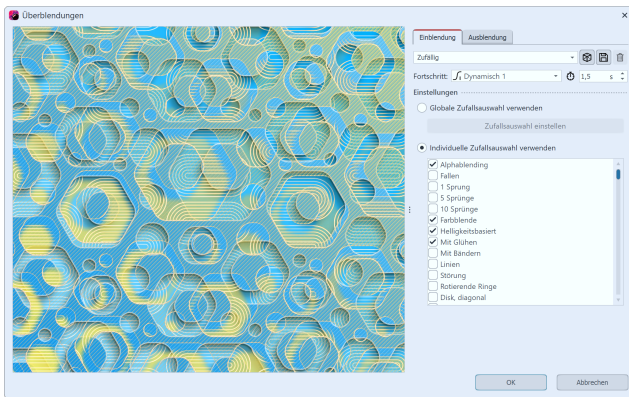 Überblendungen
Einblendung Ausblendung
Zufällig
Fortschritt: Dynamisch 1 1,5 s
Einstellungen
Globale Zufallsauswahl verwenden
Zufallsauswahl einstellen
Individuelle Zufallsauswahl verwenden
Alphablending
Fallen
1 Sprung
5 Sprünge
10 Sprünge
Farbblende
Helligkeitsbasiert
Mit Glühen
Mit Bändern
Linien
Störung
Rotierende Ringe
Disk, diagonal
OK Abbrechen